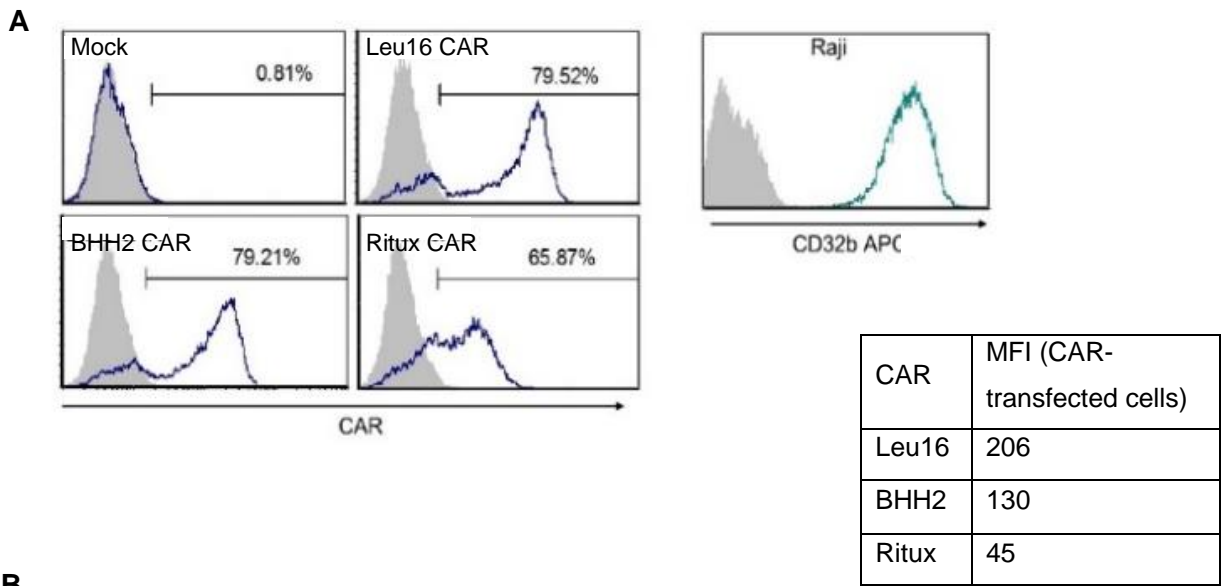 A
Mock
0.81%
Leu16 CAR
79.52%
Raji
BHH2 CAR
79.21%
Ritux CAR
65.87%
CD32b APC
CAR
CAR
MFI (CAR-
transfected cells)
Leu16
206
BHH2
130
Ritux
45
B